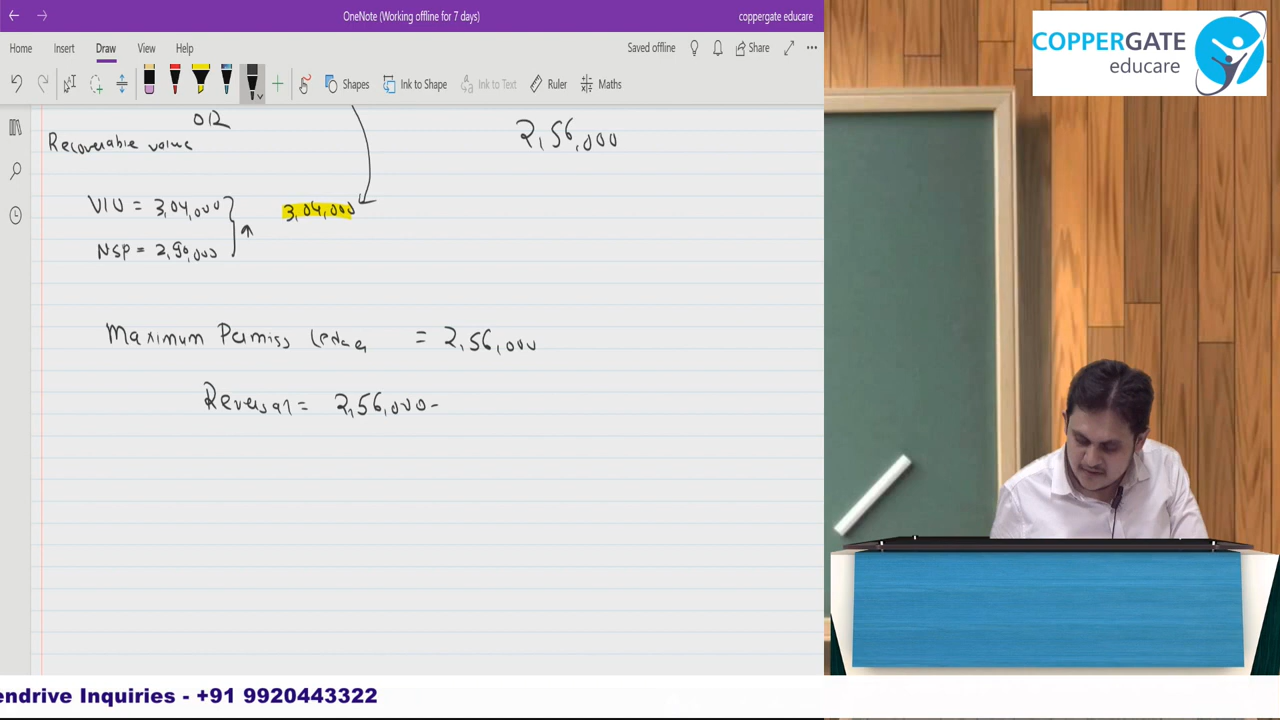 OneNote (Working offline for 7 days)
coppergate educare
Home Insert Draw View Help
Saved offline Share
Shapes Ink to Shape Ink to Text Ruler Maths
COPPERGATE
educare
OR
Recoverable value
2,56,000
VIU = 3,04,000
3,04,000
NSP = 2,90,000
Maximum Permiss = 2,56,000
Reversal = 2,56,000-
endrive Inquiries - +91 9920443322